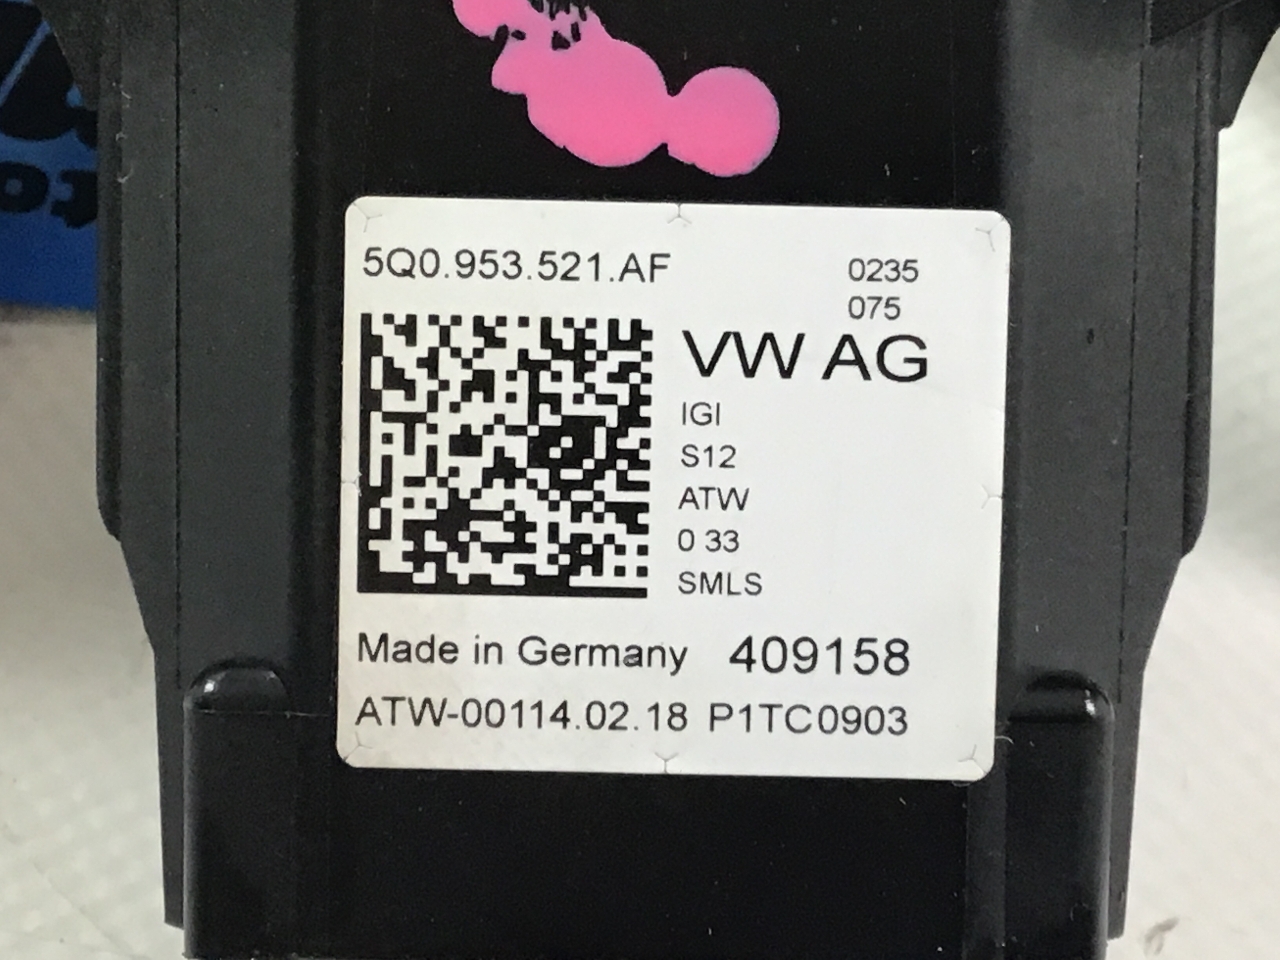 5Q0.953.521.AF
0235
075
VW AG
IGI
S12
ATW
0 33
SMLS
Made in Germany 409158
ATW-00114.02.18 P1TC0903